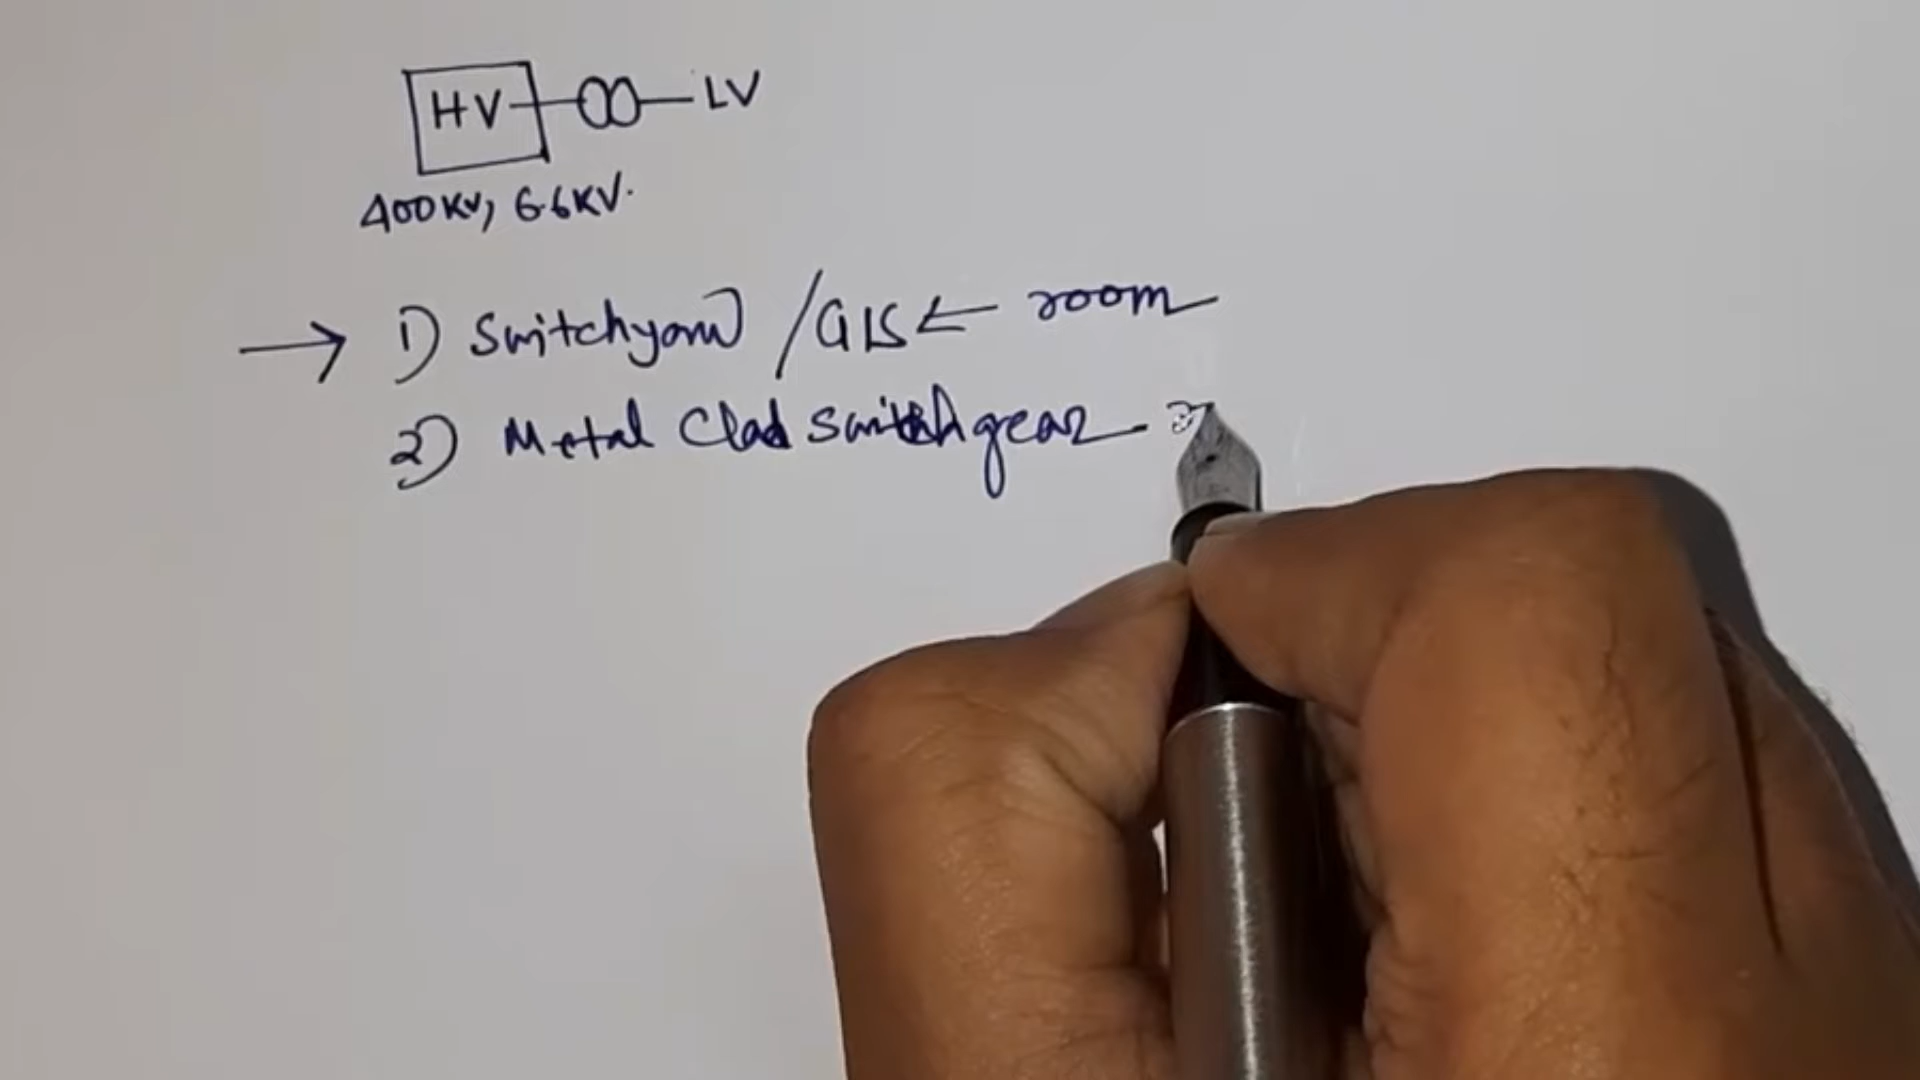 HV LV
400KV, 6.6KV.
→ 1) Switchyard /GIS ← room
2) Metal Clad Switchgear -